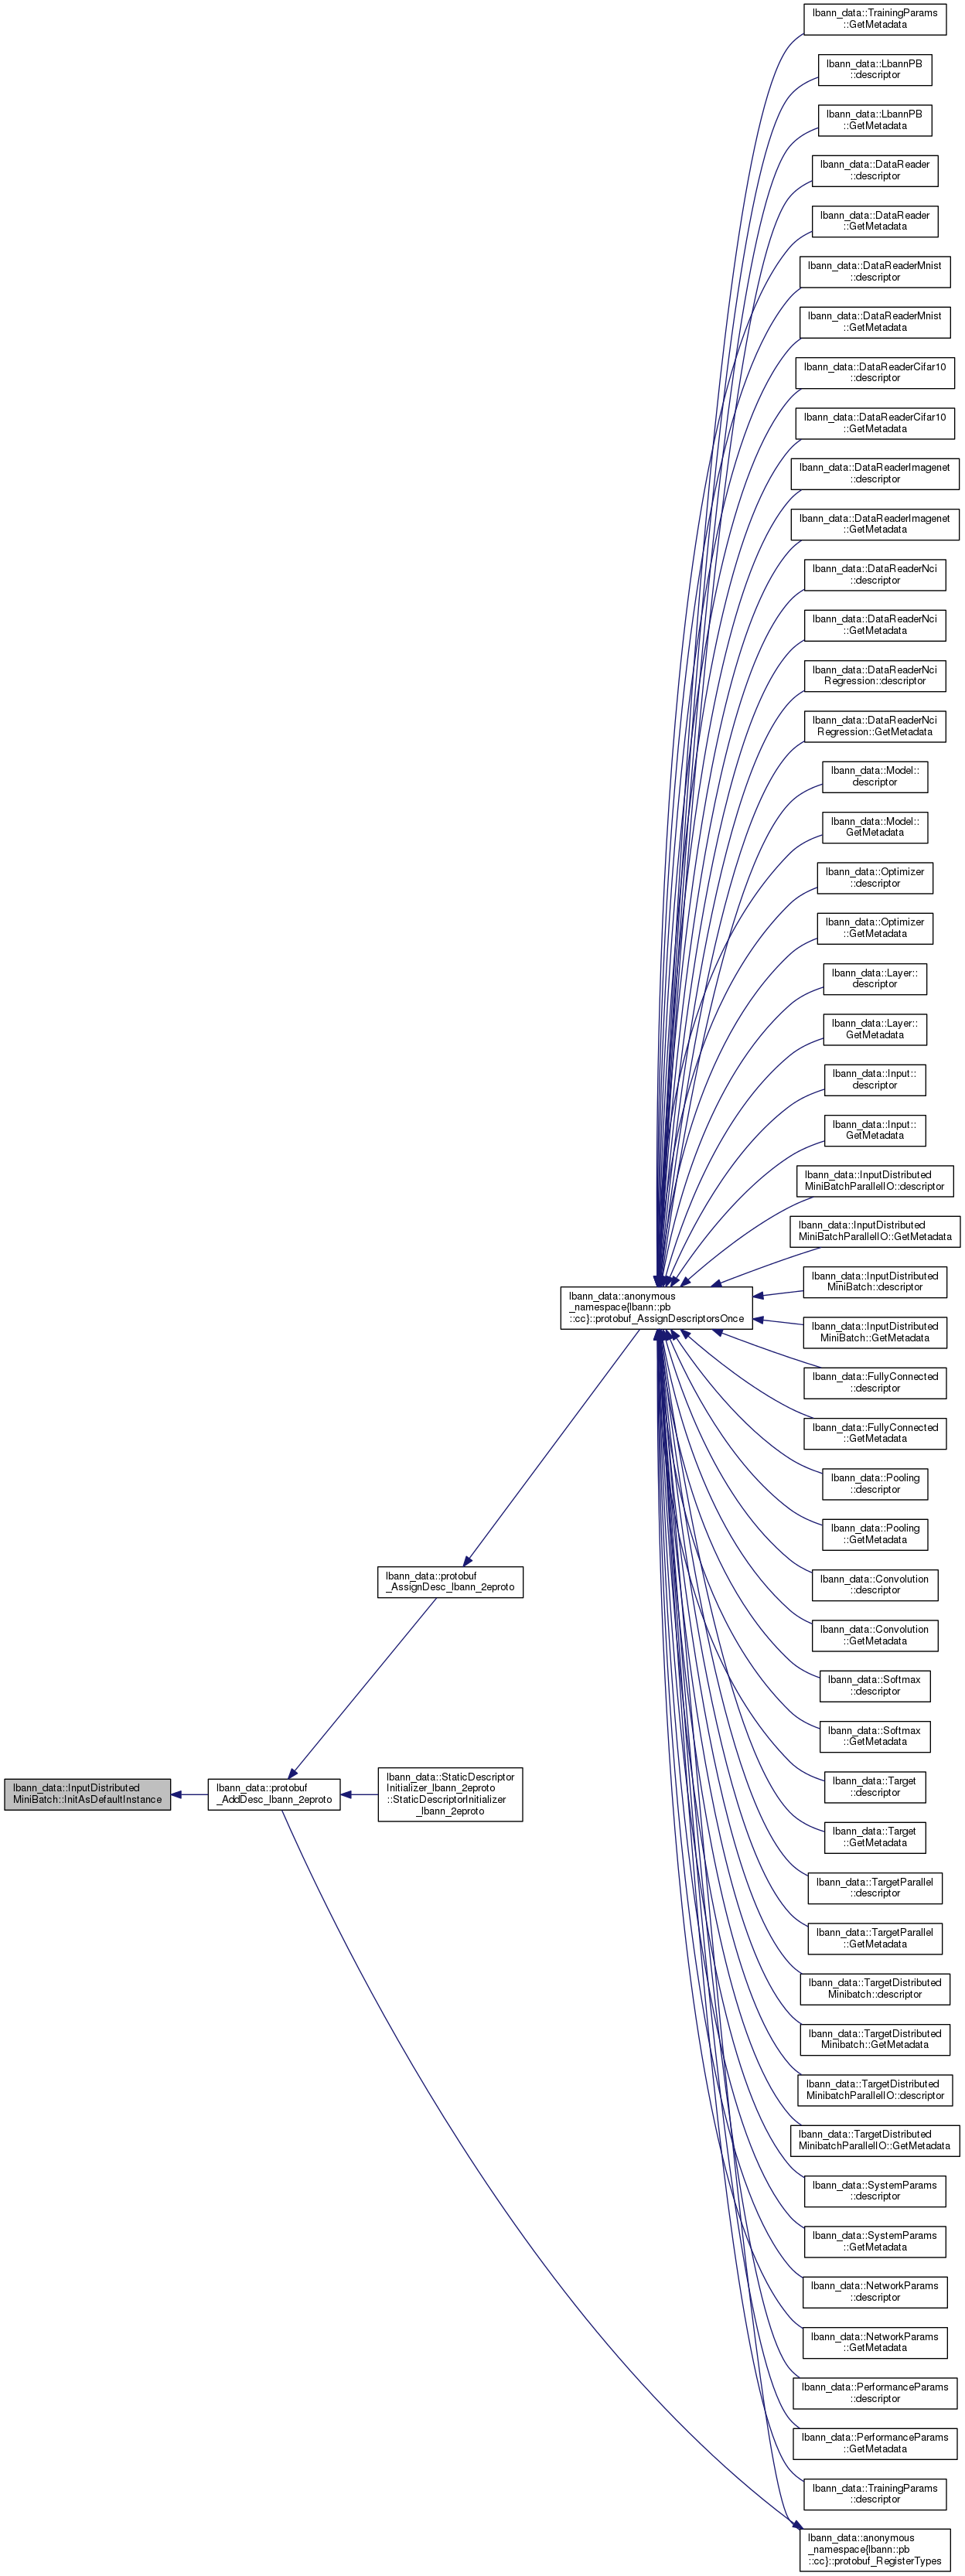 lbann_data::TrainingParams
::GetMetadata
lbann_data::LbannPB
::descriptor
lbann_data::LbannPB
::GetMetadata
lbann_data::DataReader
::descriptor
lbann_data::DataReader
::GetMetadata
lbann_data::DataReaderMnist
::descriptor
lbann_data::DataReaderMnist
::GetMetadata
lbann_data::DataReaderCifar10
::descriptor
lbann_data::DataReaderCifar10
::GetMetadata
lbann_data::DataReaderImagenet
::descriptor
lbann_data::DataReaderImagenet
::GetMetadata
lbann_data::DataReaderNci
::descriptor
lbann_data::DataReaderNci
::GetMetadata
lbann_data::DataReaderNci
Regression::descriptor
lbann_data::DataReaderNci
Regression::GetMetadata
lbann_data::Model::
descriptor
lbann_data::Model::
GetMetadata
lbann_data::Optimizer
::descriptor
lbann_data::Optimizer
::GetMetadata
lbann_data::Layer::
descriptor
lbann_data::Layer::
GetMetadata
lbann_data::Input::
descriptor
lbann_data::Input::
GetMetadata
lbann_data::InputDistributed
MiniBatchParallelIO::descriptor
lbann_data::InputDistributed
MiniBatchParallelIO::GetMetadata
lbann_data::InputDistributed
MiniBatch::descriptor
lbann_data::anonymous
_namespace{lbann::pb
::cc}::protobuf_AssignDescriptorsOnce
lbann_data::InputDistributed
MiniBatch::GetMetadata
lbann_data::FullyConnected
::descriptor
lbann_data::FullyConnected
::GetMetadata
lbann_data::Pooling
::descriptor
lbann_data::Pooling
::GetMetadata
lbann_data::protobuf
_AssignDesc_lbann_2eproto
lbann_data::Convolution
::descriptor
lbann_data::Convolution
::GetMetadata
lbann_data::Softmax
::descriptor
lbann_data::Softmax
::GetMetadata
lbann_data::InputDistributed
MiniBatch::InitAsDefaultInstance
lbann_data::protobuf
_AddDesc_lbann_2eproto
lbann_data::StaticDescriptor
Initializer_lbann_2eproto
::StaticDescriptorInitializer
_lbann_2eproto
lbann_data::Target
::descriptor
lbann_data::Target
::GetMetadata
lbann_data::TargetParallel
::descriptor
lbann_data::TargetParallel
::GetMetadata
lbann_data::TargetDistributed
Minibatch::descriptor
lbann_data::TargetDistributed
Minibatch::GetMetadata
lbann_data::TargetDistributed
MinibatchParallelIO::descriptor
lbann_data::TargetDistributed
MinibatchParallelIO::GetMetadata
lbann_data::SystemParams
::descriptor
lbann_data::SystemParams
::GetMetadata
lbann_data::NetworkParams
::descriptor
lbann_data::NetworkParams
::GetMetadata
lbann_data::PerformanceParams
::descriptor
lbann_data::PerformanceParams
::GetMetadata
lbann_data::TrainingParams
::descriptor
lbann_data::anonymous
_namespace{lbann::pb
::cc}::protobuf_RegisterTypes